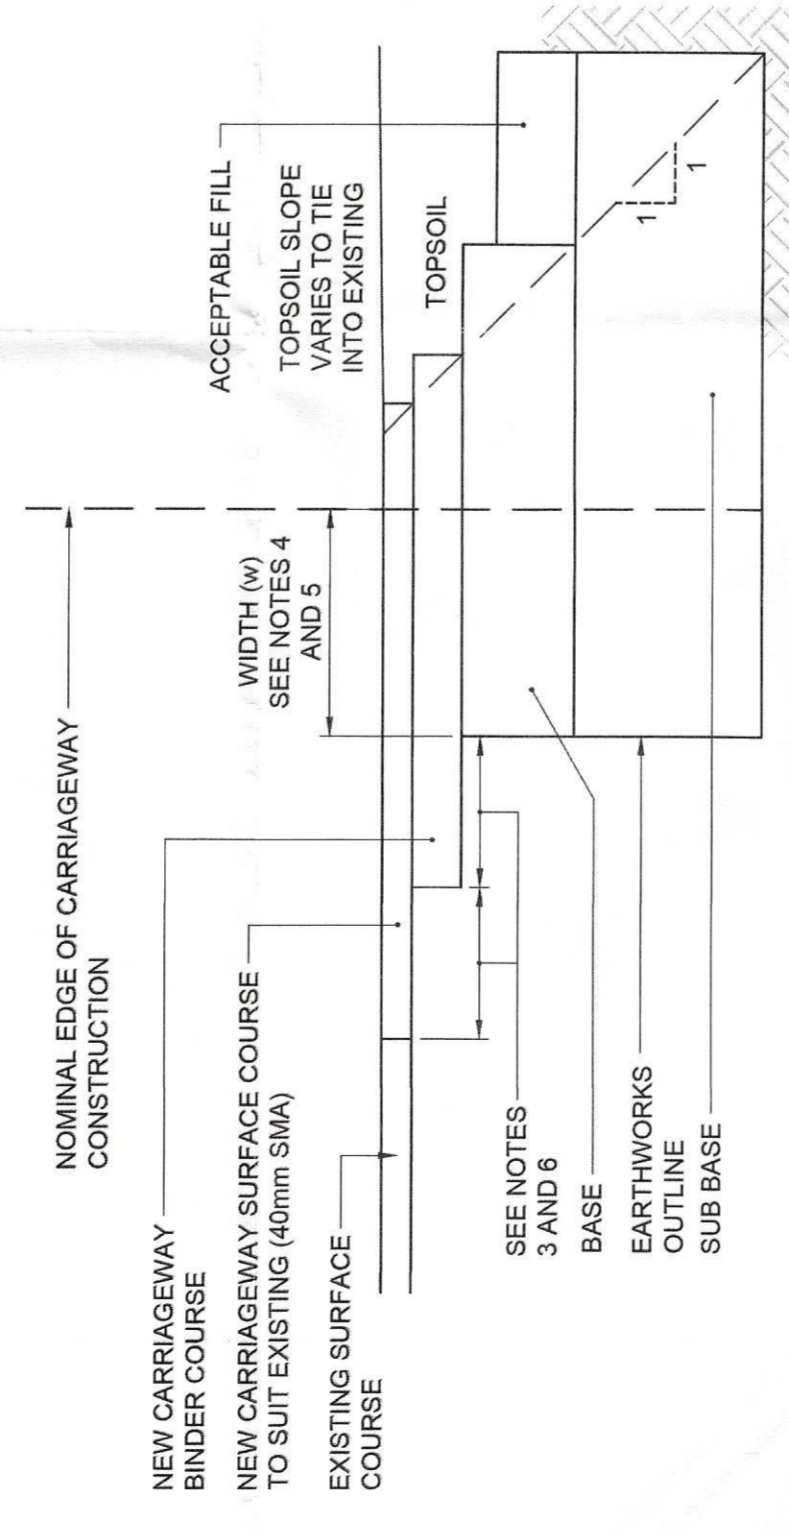 NOMINAL EDGE OF CARRIAGEWAY
CONSTRUCTION
NEW CARRIAGEWAY
BINDER COURSE
NEW CARRIAGEWAY SURFACE COURSE
TO SUIT EXISTING (40mm SMA)
EXISTING SURFACE
COURSE
WIDTH (w)
SEE NOTES 4
AND 5
ACCEPTABLE FILL
TOPSOIL SLOPE
VARIES TO TIE
INTO EXISTING
TOPSOIL
1
1
SEE NOTES
3 AND 6
BASE
EARTHWORKS
OUTLINE
SUB BASE